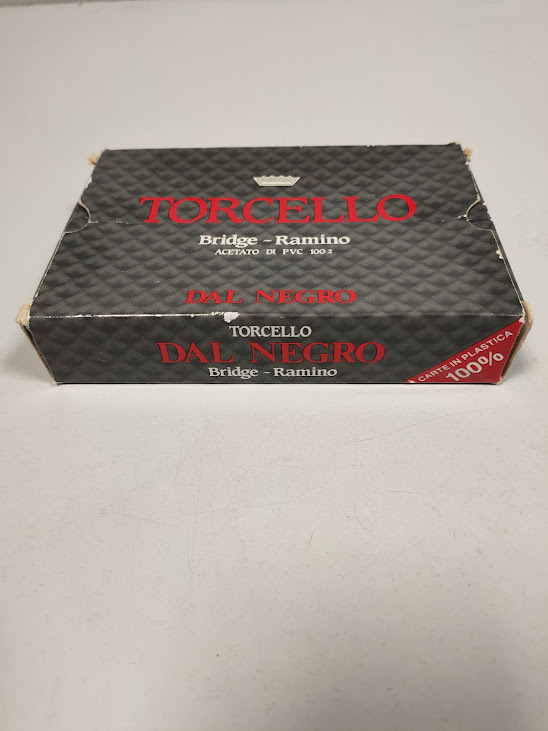 TORCELLO
Bridge - Ramino
ACETATO DI PVC 100%
DAL NEGRO
TORCELLO
DAL NEGRO
Bridge - Ramino
CARTE IN PLASTICA
100%